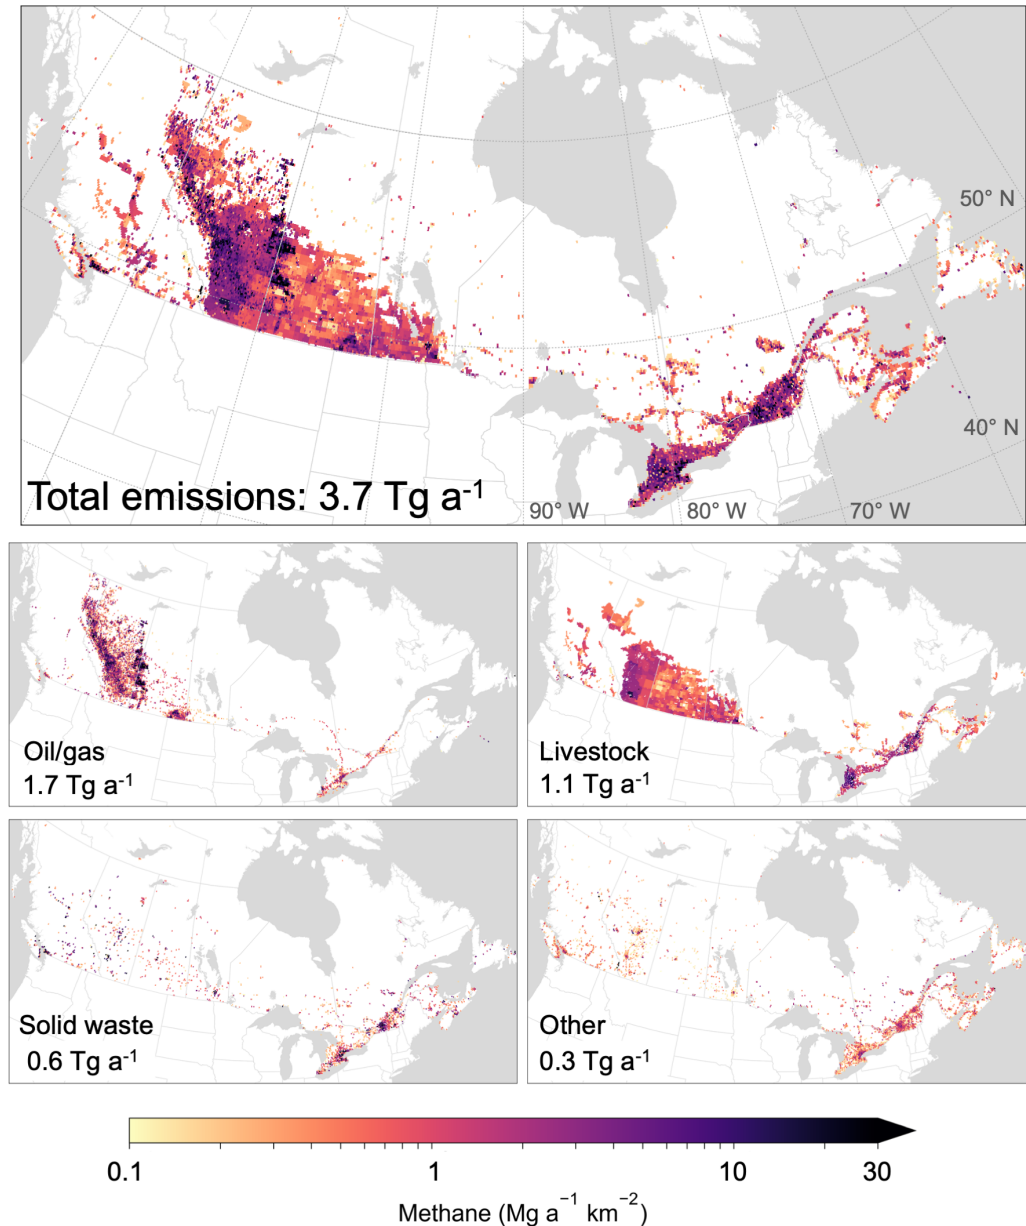 50° N
40° N
Total emissions: 3.7 Tg a⁻¹
90° W
80° W
70° W
Oil/gas
1.7 Tg a⁻¹
Livestock
1.1 Tg a⁻¹
Solid waste
0.6 Tg a⁻¹
Other
0.3 Tg a⁻¹
0.1
1
10
30
Methane (Mg a⁻¹ km⁻²)